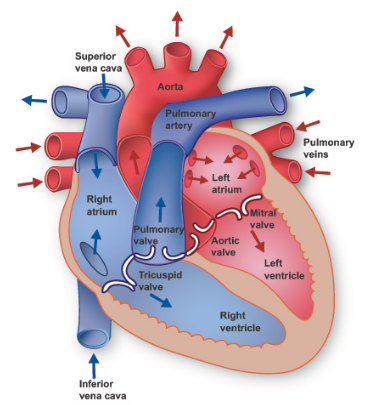 Superior
vena cava
Aorta
Pulmonary
artery
Pulmonary
veins
Left
atrium
Right
atrium
Mitral
valve
Pulmonary
valve
Aortic
valve
Tricuspid
valve
Left
ventricle
Right
ventricle
Inferior
vena cava